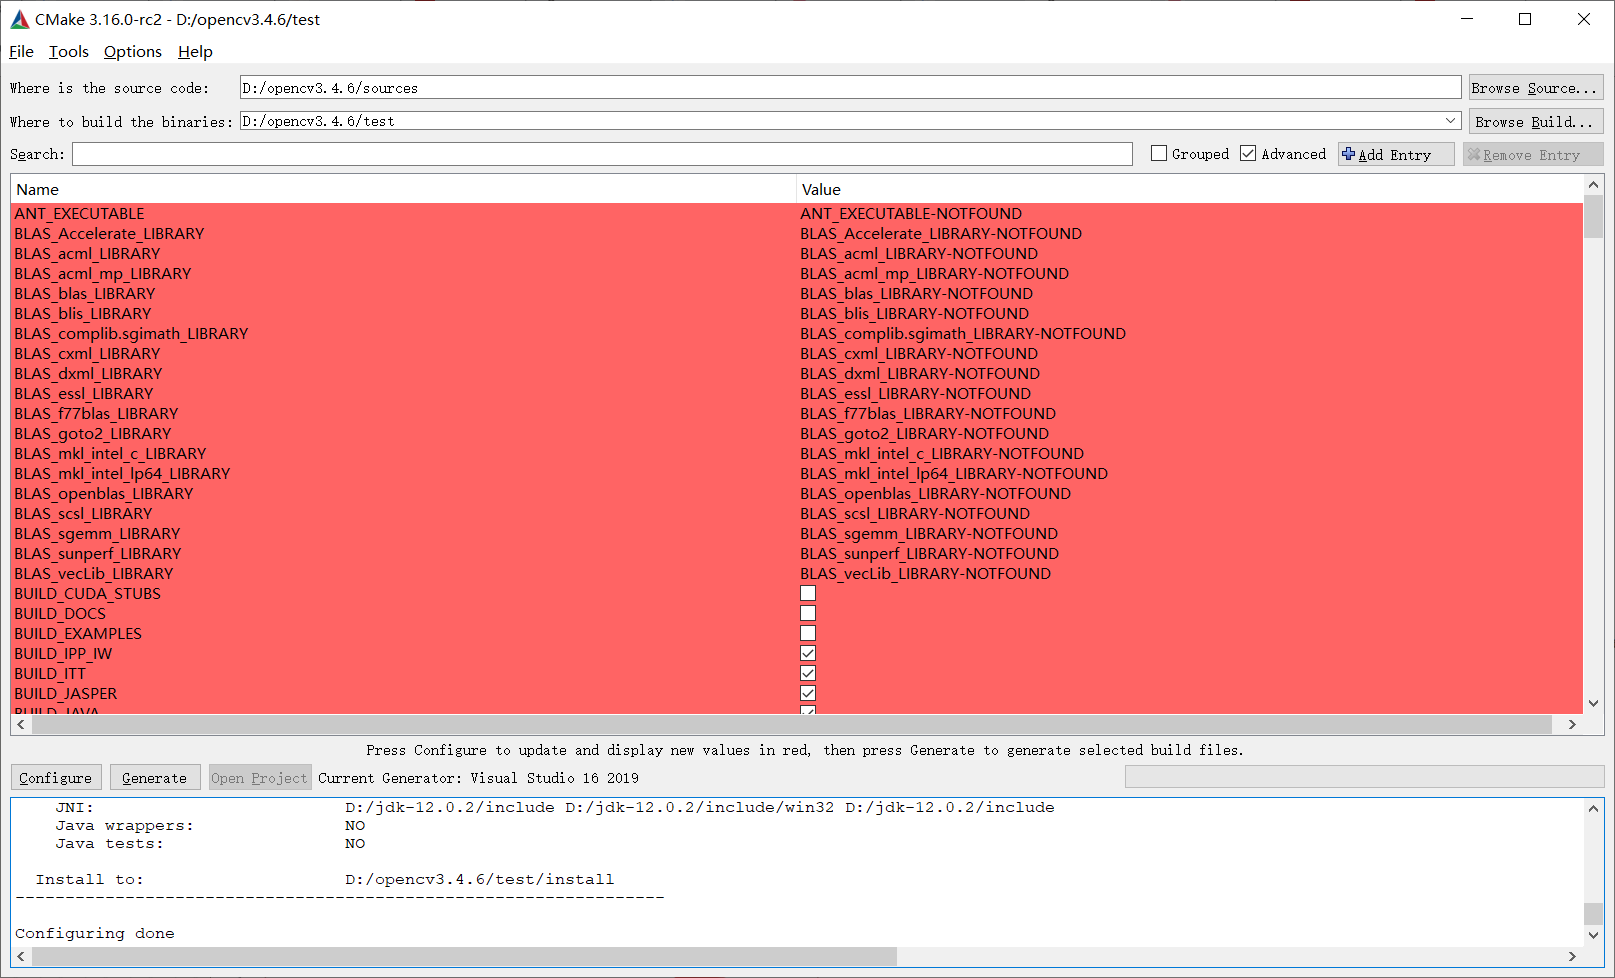 CMake 3.16.0-rc2 - D:/opencv3.4.6/test
File Tools Options Help
Where is the source code: D:/opencv3.4.6/sources Browse Source...
Where to build the binaries: D:/opencv3.4.6/test Browse Build...
Search: Grouped Advanced Add Entry Remove Entry
Name Value
ANT_EXECUTABLE ANT_EXECUTABLE-NOTFOUND
BLAS_Accelerate_LIBRARY BLAS_Accelerate_LIBRARY-NOTFOUND
BLAS_acml_LIBRARY BLAS_acml_LIBRARY-NOTFOUND
BLAS_acml_mp_LIBRARY BLAS_acml_mp_LIBRARY-NOTFOUND
BLAS_blas_LIBRARY BLAS_blas_LIBRARY-NOTFOUND
BLAS_blis_LIBRARY BLAS_blis_LIBRARY-NOTFOUND
BLAS_complib.sgimath_LIBRARY BLAS_complib.sgimath_LIBRARY-NOTFOUND
BLAS_cxml_LIBRARY BLAS_cxml_LIBRARY-NOTFOUND
BLAS_dxml_LIBRARY BLAS_dxml_LIBRARY-NOTFOUND
BLAS_essl_LIBRARY BLAS_essl_LIBRARY-NOTFOUND
BLAS_f77blas_LIBRARY BLAS_f77blas_LIBRARY-NOTFOUND
BLAS_goto2_LIBRARY BLAS_goto2_LIBRARY-NOTFOUND
BLAS_mkl_intel_c_LIBRARY BLAS_mkl_intel_c_LIBRARY-NOTFOUND
BLAS_mkl_intel_lp64_LIBRARY BLAS_mkl_intel_lp64_LIBRARY-NOTFOUND
BLAS_openblas_LIBRARY BLAS_openblas_LIBRARY-NOTFOUND
BLAS_scsl_LIBRARY BLAS_scsl_LIBRARY-NOTFOUND
BLAS_sgemm_LIBRARY BLAS_sgemm_LIBRARY-NOTFOUND
BLAS_sunperf_LIBRARY BLAS_sunperf_LIBRARY-NOTFOUND
BLAS_vecLib_LIBRARY BLAS_vecLib_LIBRARY-NOTFOUND
BUILD_CUDA_STUBS
BUILD_DOCS
BUILD_EXAMPLES
BUILD_IPP_IW
BUILD_ITT
BUILD_JASPER
BUILD_JAVA
Press Configure to update and display new values in red, then press Generate to generate selected build files.
Configure Generate Open Project Current Generator: Visual Studio 16 2019
JNI: D:/jdk-12.0.2/include D:/jdk-12.0.2/include/win32 D:/jdk-12.0.2/include
Java wrappers: NO
Java tests: NO
Install to: D:/opencv3.4.6/test/install
-----------------------------------------------------------------
Configuring done